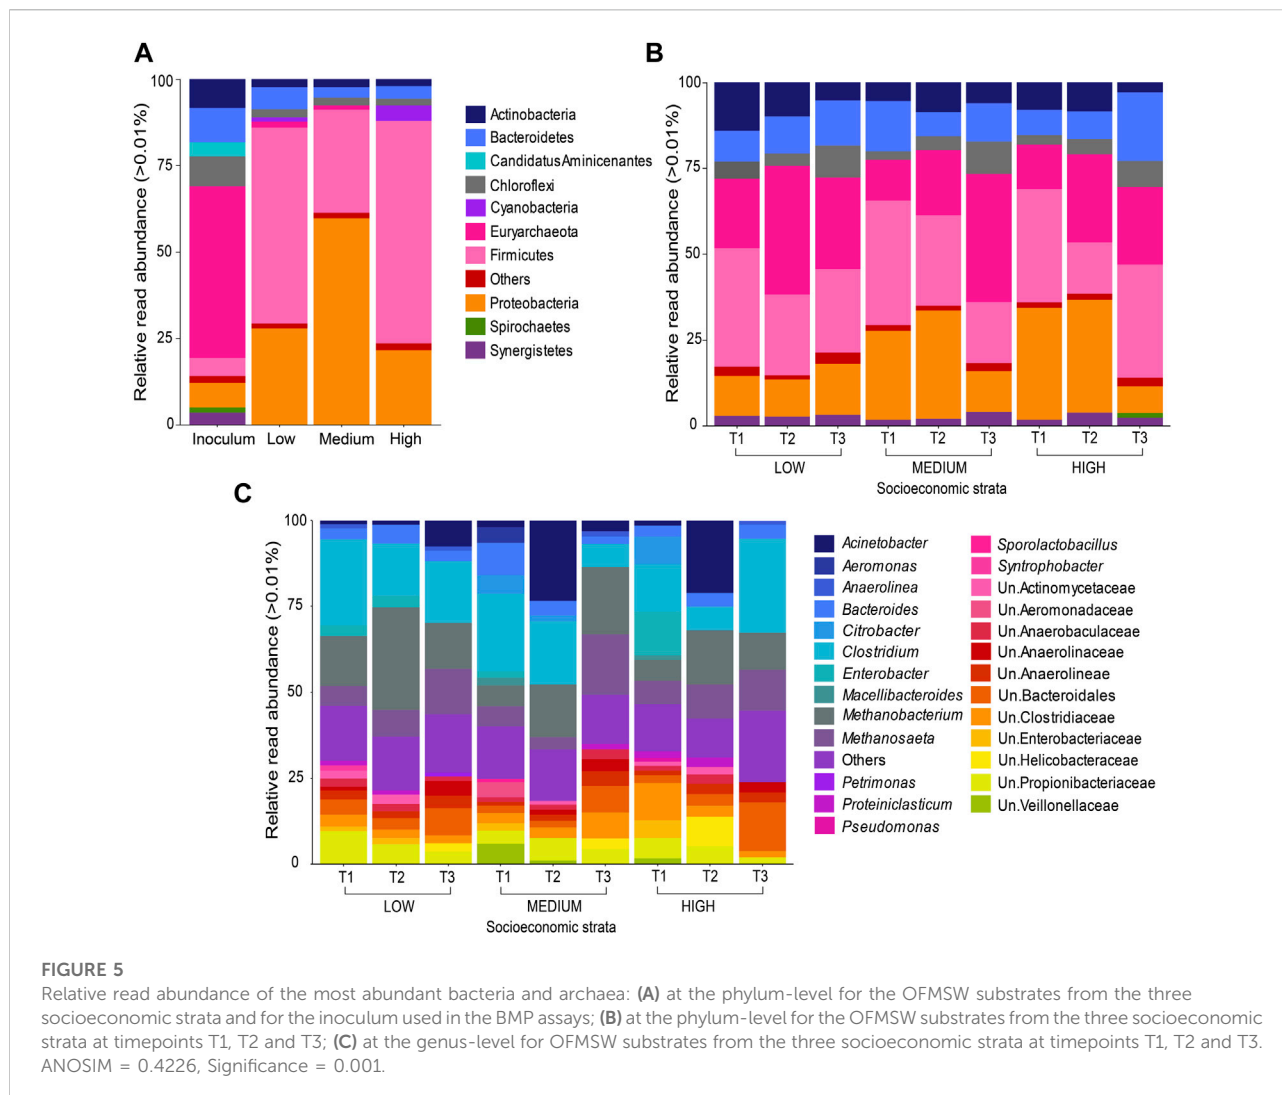 A
Relative read abundance (>0.01%)
100
75
50
25
0
Inoculum Low Medium High
Actinobacteria
Bacteroidetes
CandidatusAminicenantes
Chloroflexi
Cyanobacteria
Euryarchaeota
Firmicutes
Others
Proteobacteria
Spirochaetes
Synergistetes
B
Relative read abundance (>0.01%)
100
75
50
25
0
T1 T2 T3 T1 T2 T3 T1 T2 T3
LOW MEDIUM HIGH
Socioeconomic strata
C
Relative read abundance (>0.01%)
100
75
50
25
0
T1 T2 T3 T1 T2 T3 T1 T2 T3
LOW MEDIUM HIGH
Socioeconomic strata
Acinetobacter
Aeromonas
Anaerolinea
Bacteroides
Citrobacter
Clostridium
Enterobacter
Macellibacteroides
Methanobacterium
Methanosaeta
Others
Petrimonas
Proteiniclasticum
Pseudomonas
Sporolactobacillus
Syntrophobacter
Un.Actinomycetaceae
Un.Aeromonadaceae
Un.Anaerobaculaceae
Un.Anaerolinaceae
Un.Anaerolineae
Un.Bacteroidales
Un.Clostridiaceae
Un.Enterobacteriaceae
Un.Helicobacteraceae
Un.Propionibacteriaceae
Un.Veillonellaceae
FIGURE 5
Relative read abundance of the most abundant bacteria and archaea: (A) at the phylum-level for the OFMSW substrates from the three
socioeconomic strata and for the inoculum used in the BMP assays; (B) at the phylum-level for the OFMSW substrates from the three socioeconomic
strata at timepoints T1, T2 and T3; (C) at the genus-level for OFMSW substrates from the three socioeconomic strata at timepoints T1, T2 and T3.
ANOSIM = 0.4226, Significance = 0.001.